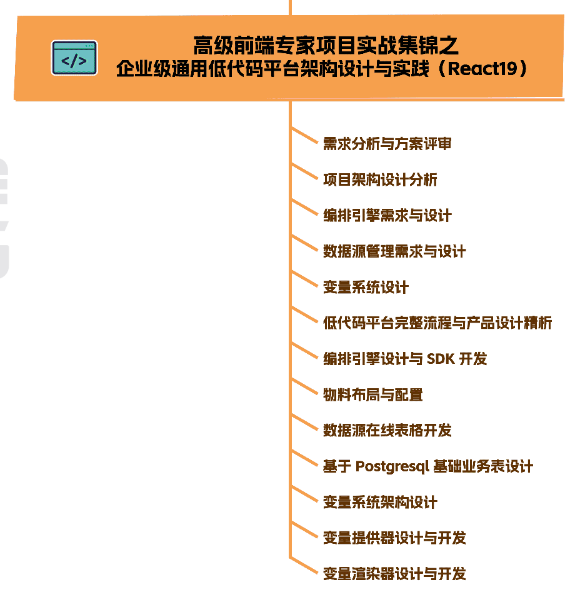 高级前端专家项目实战集锦之
</>
企业级通用低代码平台架构设计与实践（React19）
需求分析与方案评审
项目架构设计分析
编排引擎需求与设计
数据源管理需求与设计
变量系统设计
低代码平台完整流程与产品设计精析
编排引擎设计与 SDK 开发
物料布局与配置
数据源在线表格开发
基于 Postgresql 基础业务表设计
变量系统架构设计
变量提供器设计与开发
变量渲染器设计与开发